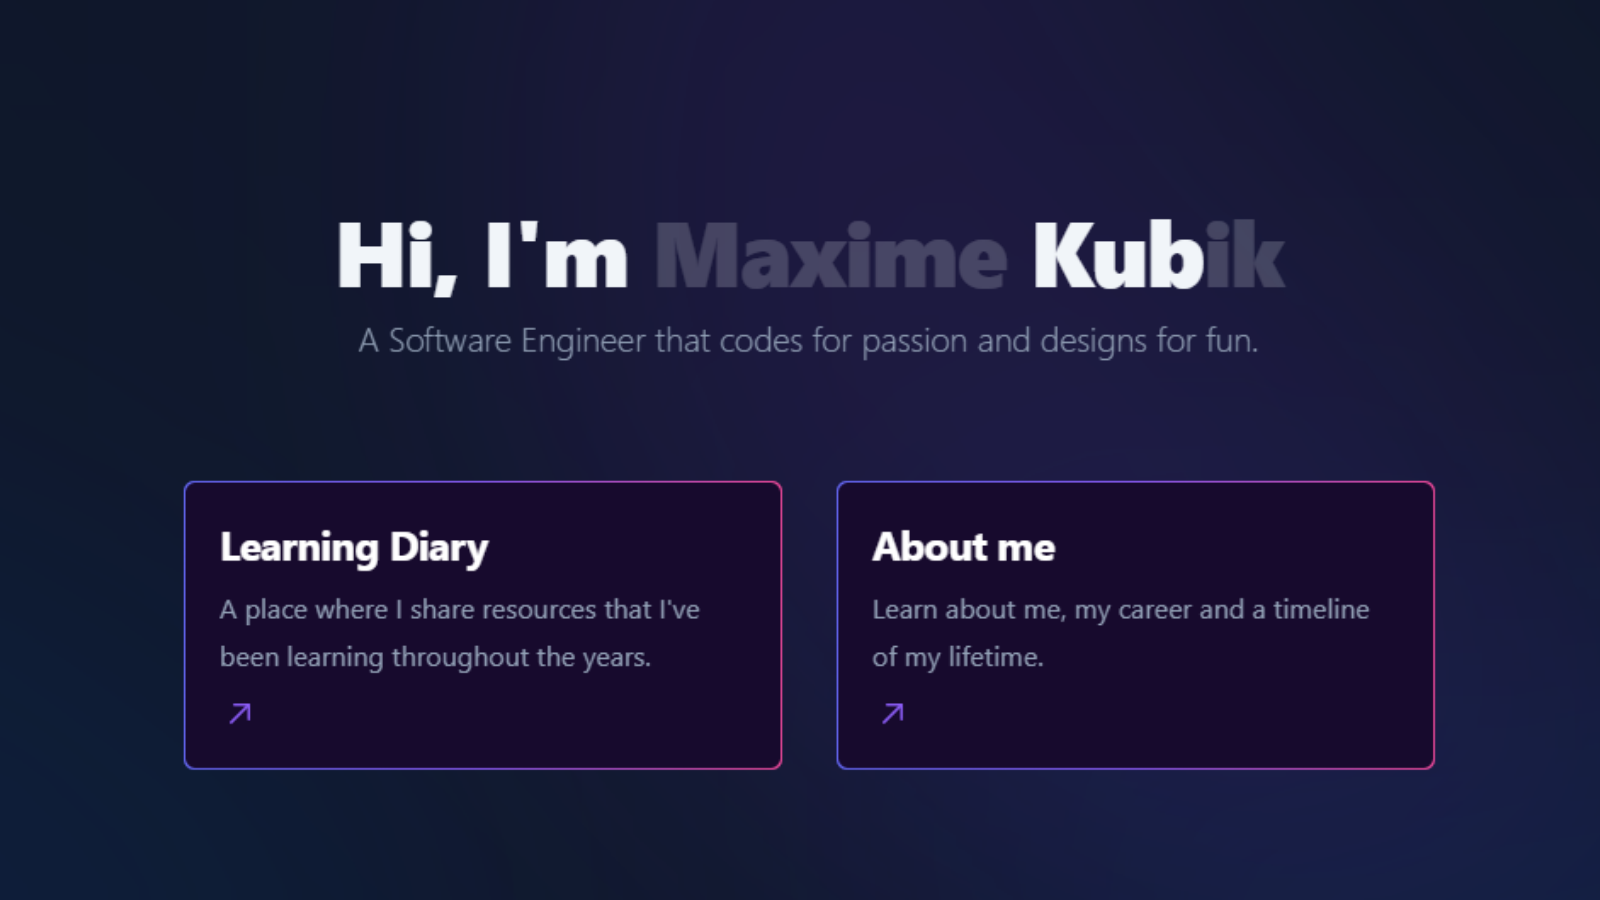 Hi, I'm Maxime Kubik
A Software Engineer that codes for passion and designs for fun.
Learning Diary
A place where I share resources that I've
been learning throughout the years.
About me
Learn about me, my career and a timeline
of my lifetime.